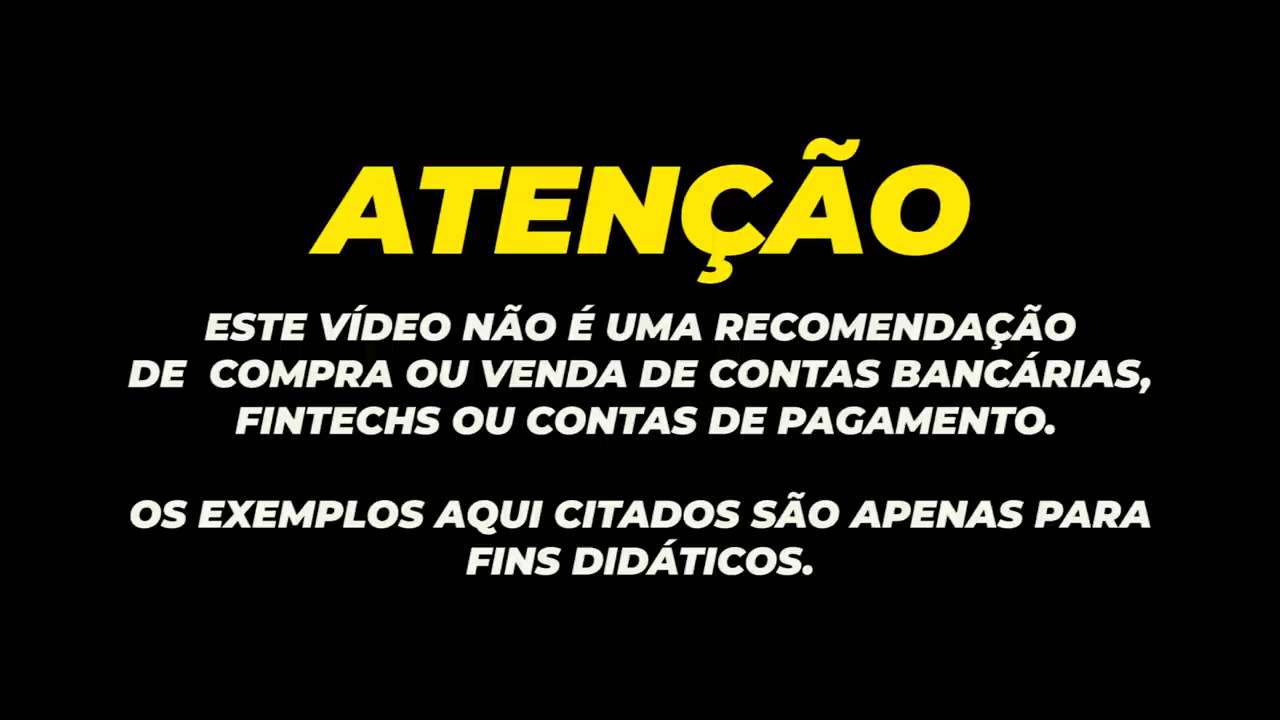 ATENÇÃO
ESTE VÍDEO NÃO É UMA RECOMENDAÇÃO
DE COMPRA OU VENDA DE CONTAS BANCÁRIAS,
FINTECHS OU CONTAS DE PAGAMENTO.
OS EXEMPLOS AQUI CITADOS SÃO APENAS PARA
FINS DIDÁTICOS.